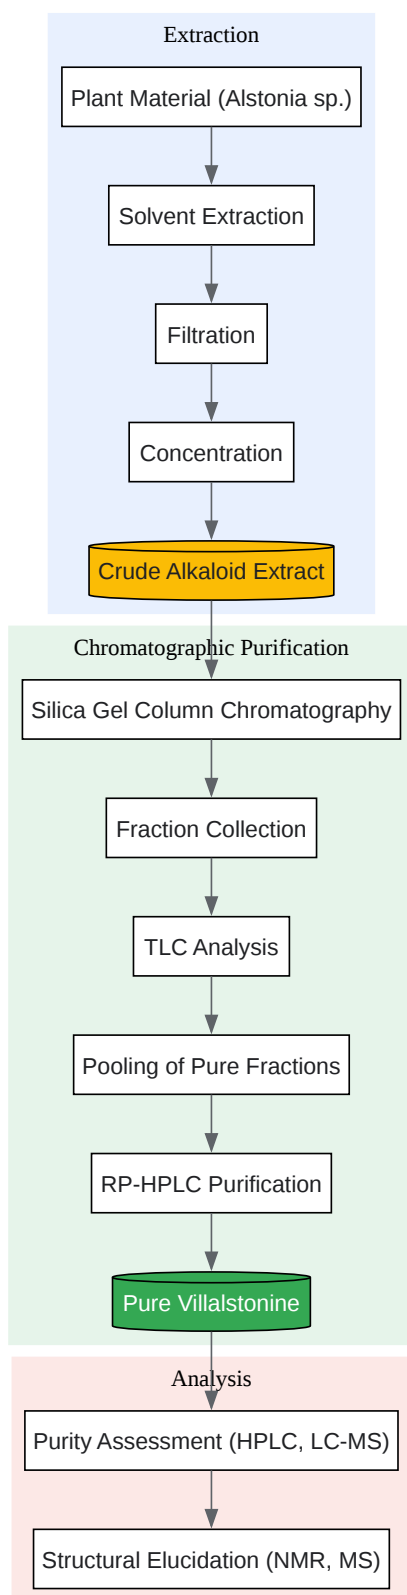 Extraction
Plant Material (Alstonia sp.)
Solvent Extraction
Filtration
Concentration
Crude Alkaloid Extract
Chromatographic Purification
Silica Gel Column Chromatography
Fraction Collection
TLC Analysis
Pooling of Pure Fractions
RP-HPLC Purification
Pure Villalstonine
Analysis
Purity Assessment (HPLC, LC-MS)
Structural Elucidation (NMR, MS)